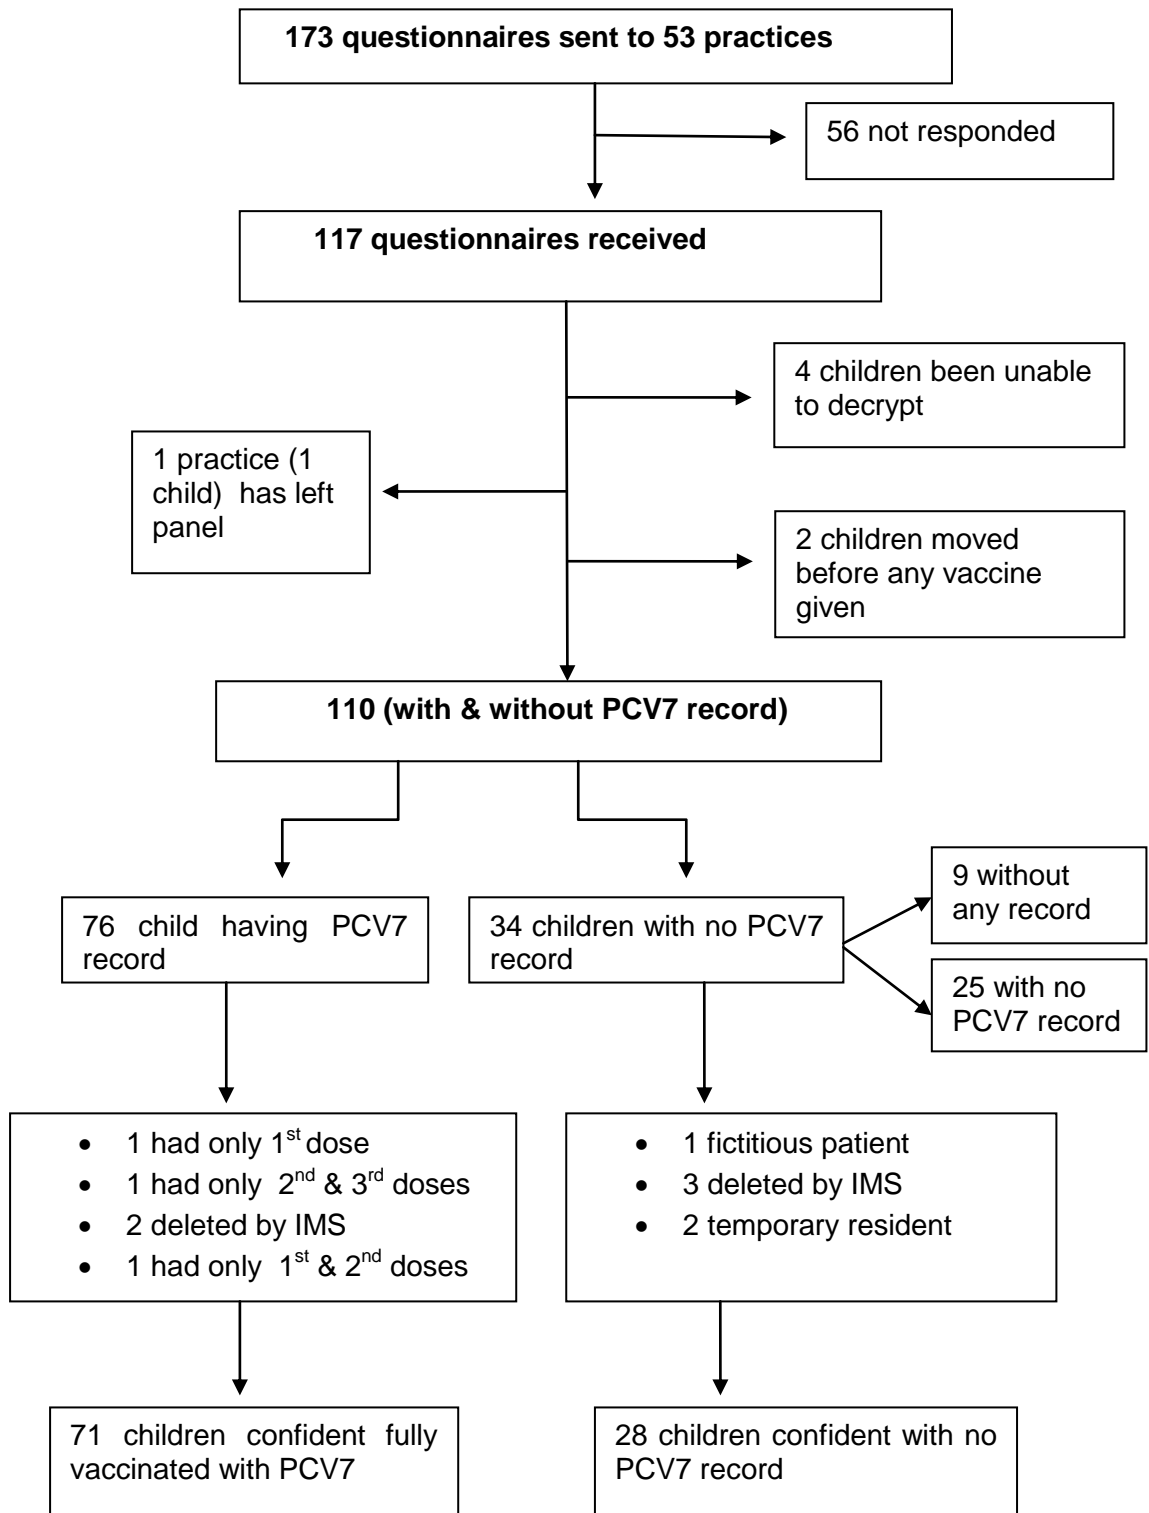 173 questionnaires sent to 53 practices
56 not responded
117 questionnaires received
4 children been unable
to decrypt
1 practice (1
child)  has left
panel
2 children moved
before any vaccine
given
110 (with & without PCV7 record)
9 without
any record
76 child having PCV7
record
34 children with no PCV7
record
25 with no
PCV7 record
• 1 had only 1st dose
• 1 had only 2nd & 3rd doses
• 2 deleted by IMS
• 1 had only 1st & 2nd doses
• 1 fictitious patient
• 3 deleted by IMS
• 2 temporary resident
71 children confident fully
vaccinated with PCV7
28 children confident with no
PCV7 record